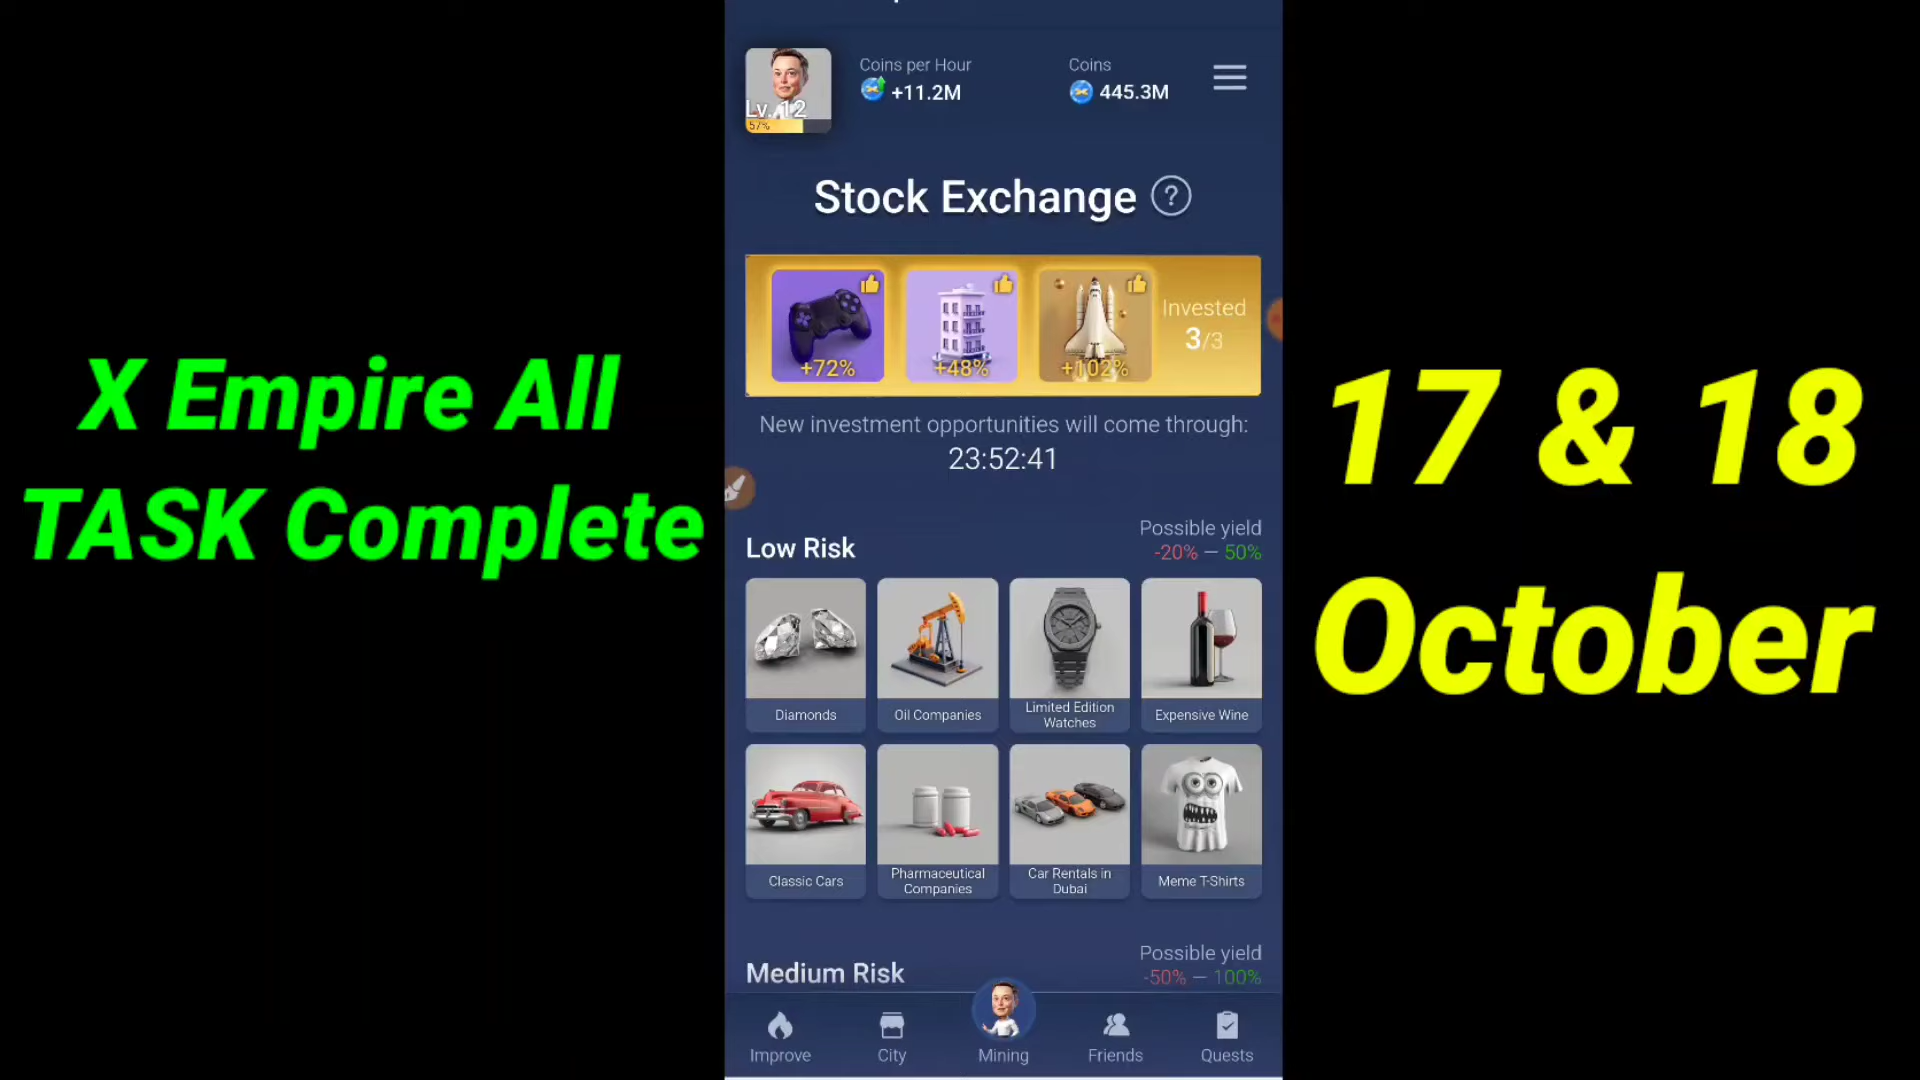 X Empire All
TASK Complete
Lv. 12
57%
Coins per Hour
+11.2M
Coins
445.3M
Stock Exchange ?
+72%
+48%
+102%
Invested
3/3
New investment opportunities will come through:
23:52:41
Low Risk
Possible yield
-20% — 50%
Diamonds
Oil Companies
Limited Edition
Watches
Expensive Wine
Classic Cars
Pharmaceutical
Companies
Car Rentals in
Dubai
Meme T-Shirts
Medium Risk
Possible yield
-50% — 100%
Improve
City
Mining
Friends
Quests
17 & 18
October